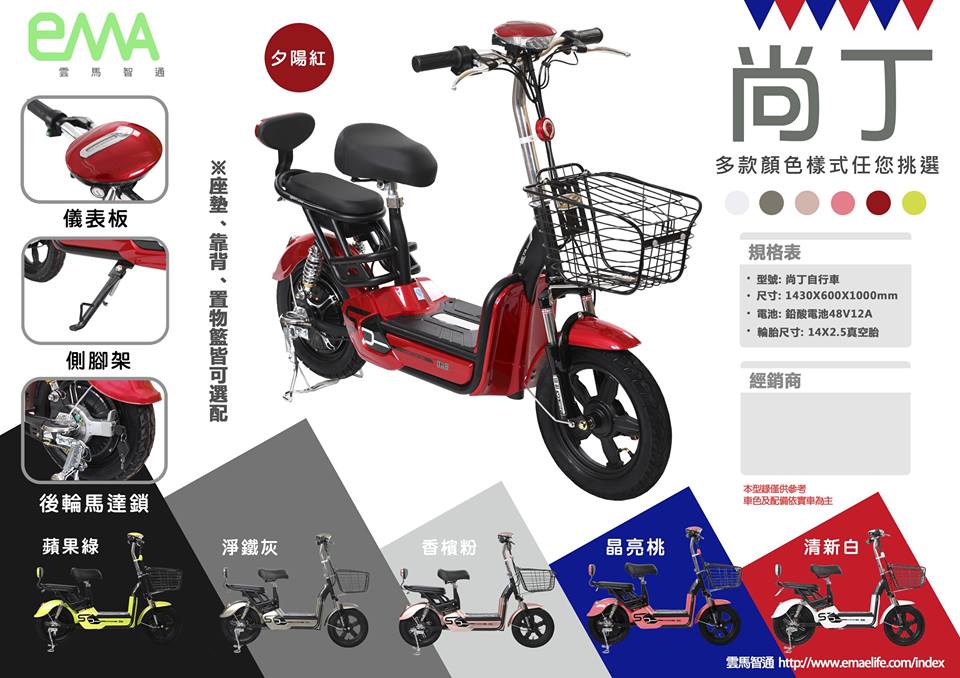 eMA
雲馬智通
儀表板
側腳架
後輪馬達鎖
夕陽紅
※座墊、靠背、置物籃皆可選配
尚丁
多款顏色樣式任您挑選
規格表
・型號: 尚丁自行車
・尺寸: 1430X600X1000mm
・電池: 鉛酸電池48V12A
・輪胎尺寸: 14X2.5真空胎
經銷商
本型錄僅供參考
車色及配備依實車為主
蘋果綠
淨鐵灰
香檳粉
晶亮桃
清新白
雲馬智通 http://www.emaelife.com/index